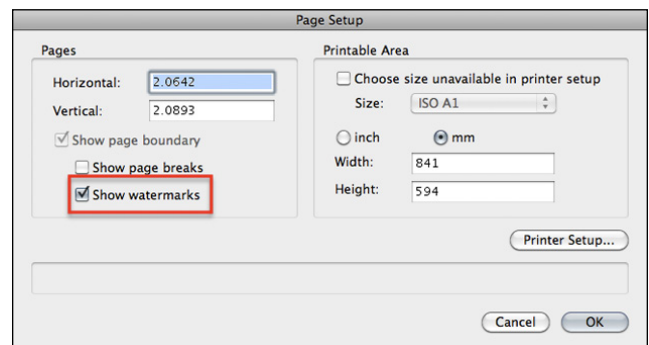 Page Setup
Pages
Horizontal: 2.0642
Vertical: 2.0893
Show page boundary
Show page breaks
Show watermarks
Printable Area
Choose size unavailable in printer setup
Size: ISO A1
inch mm
Width: 841
Height: 594
Printer Setup...
Cancel OK